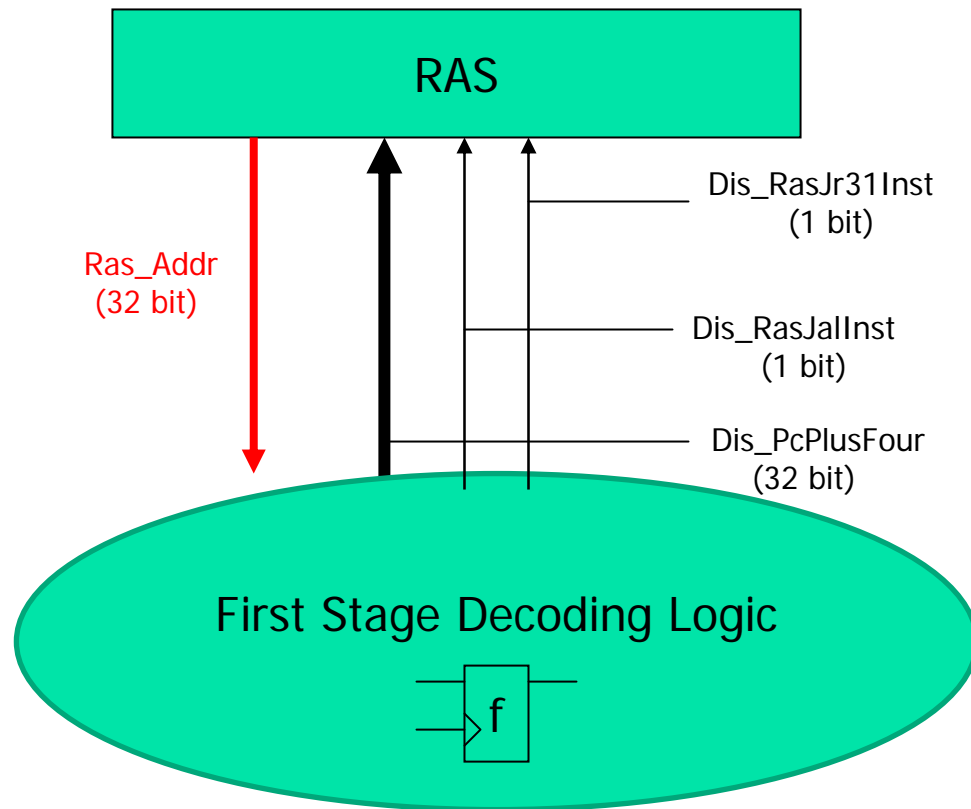 RAS
Dis_RasJr31Inst
(1 bit)
Ras_Addr
(32 bit)
Dis_RasJalInst
(1 bit)
Dis_PcPlusFour
(32 bit)
First Stage Decoding Logic
f